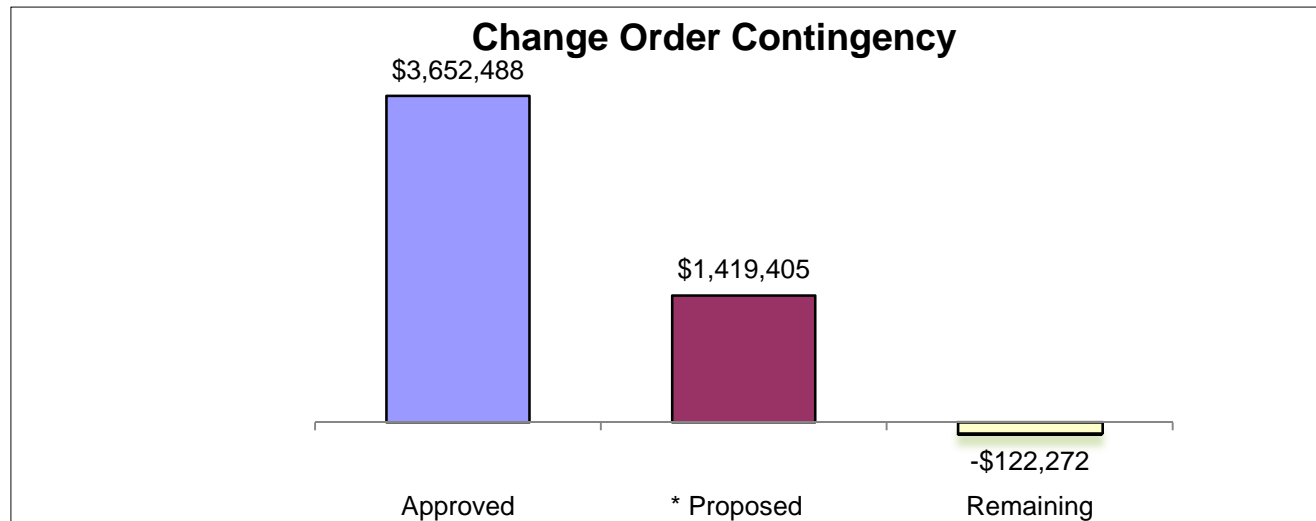 Change Order Contingency
$3,652,488
$1,419,405
-$122,272
Approved
* Proposed
Remaining